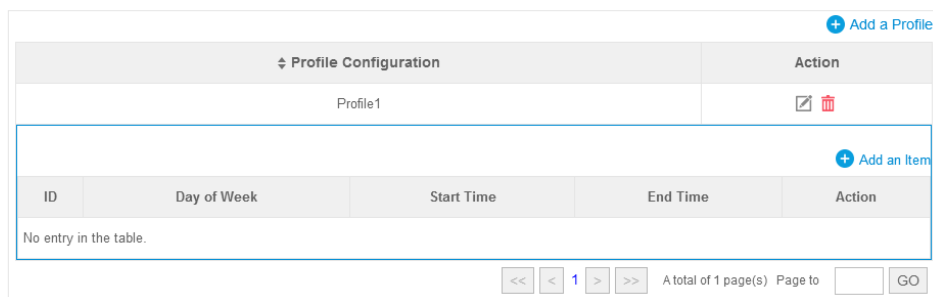 Add a Profile
Profile Configuration Action
Profile1
Add an Item
ID Day of Week Start Time End Time Action
No entry in the table.
<< < 1 > >> A total of 1 page(s) Page to GO